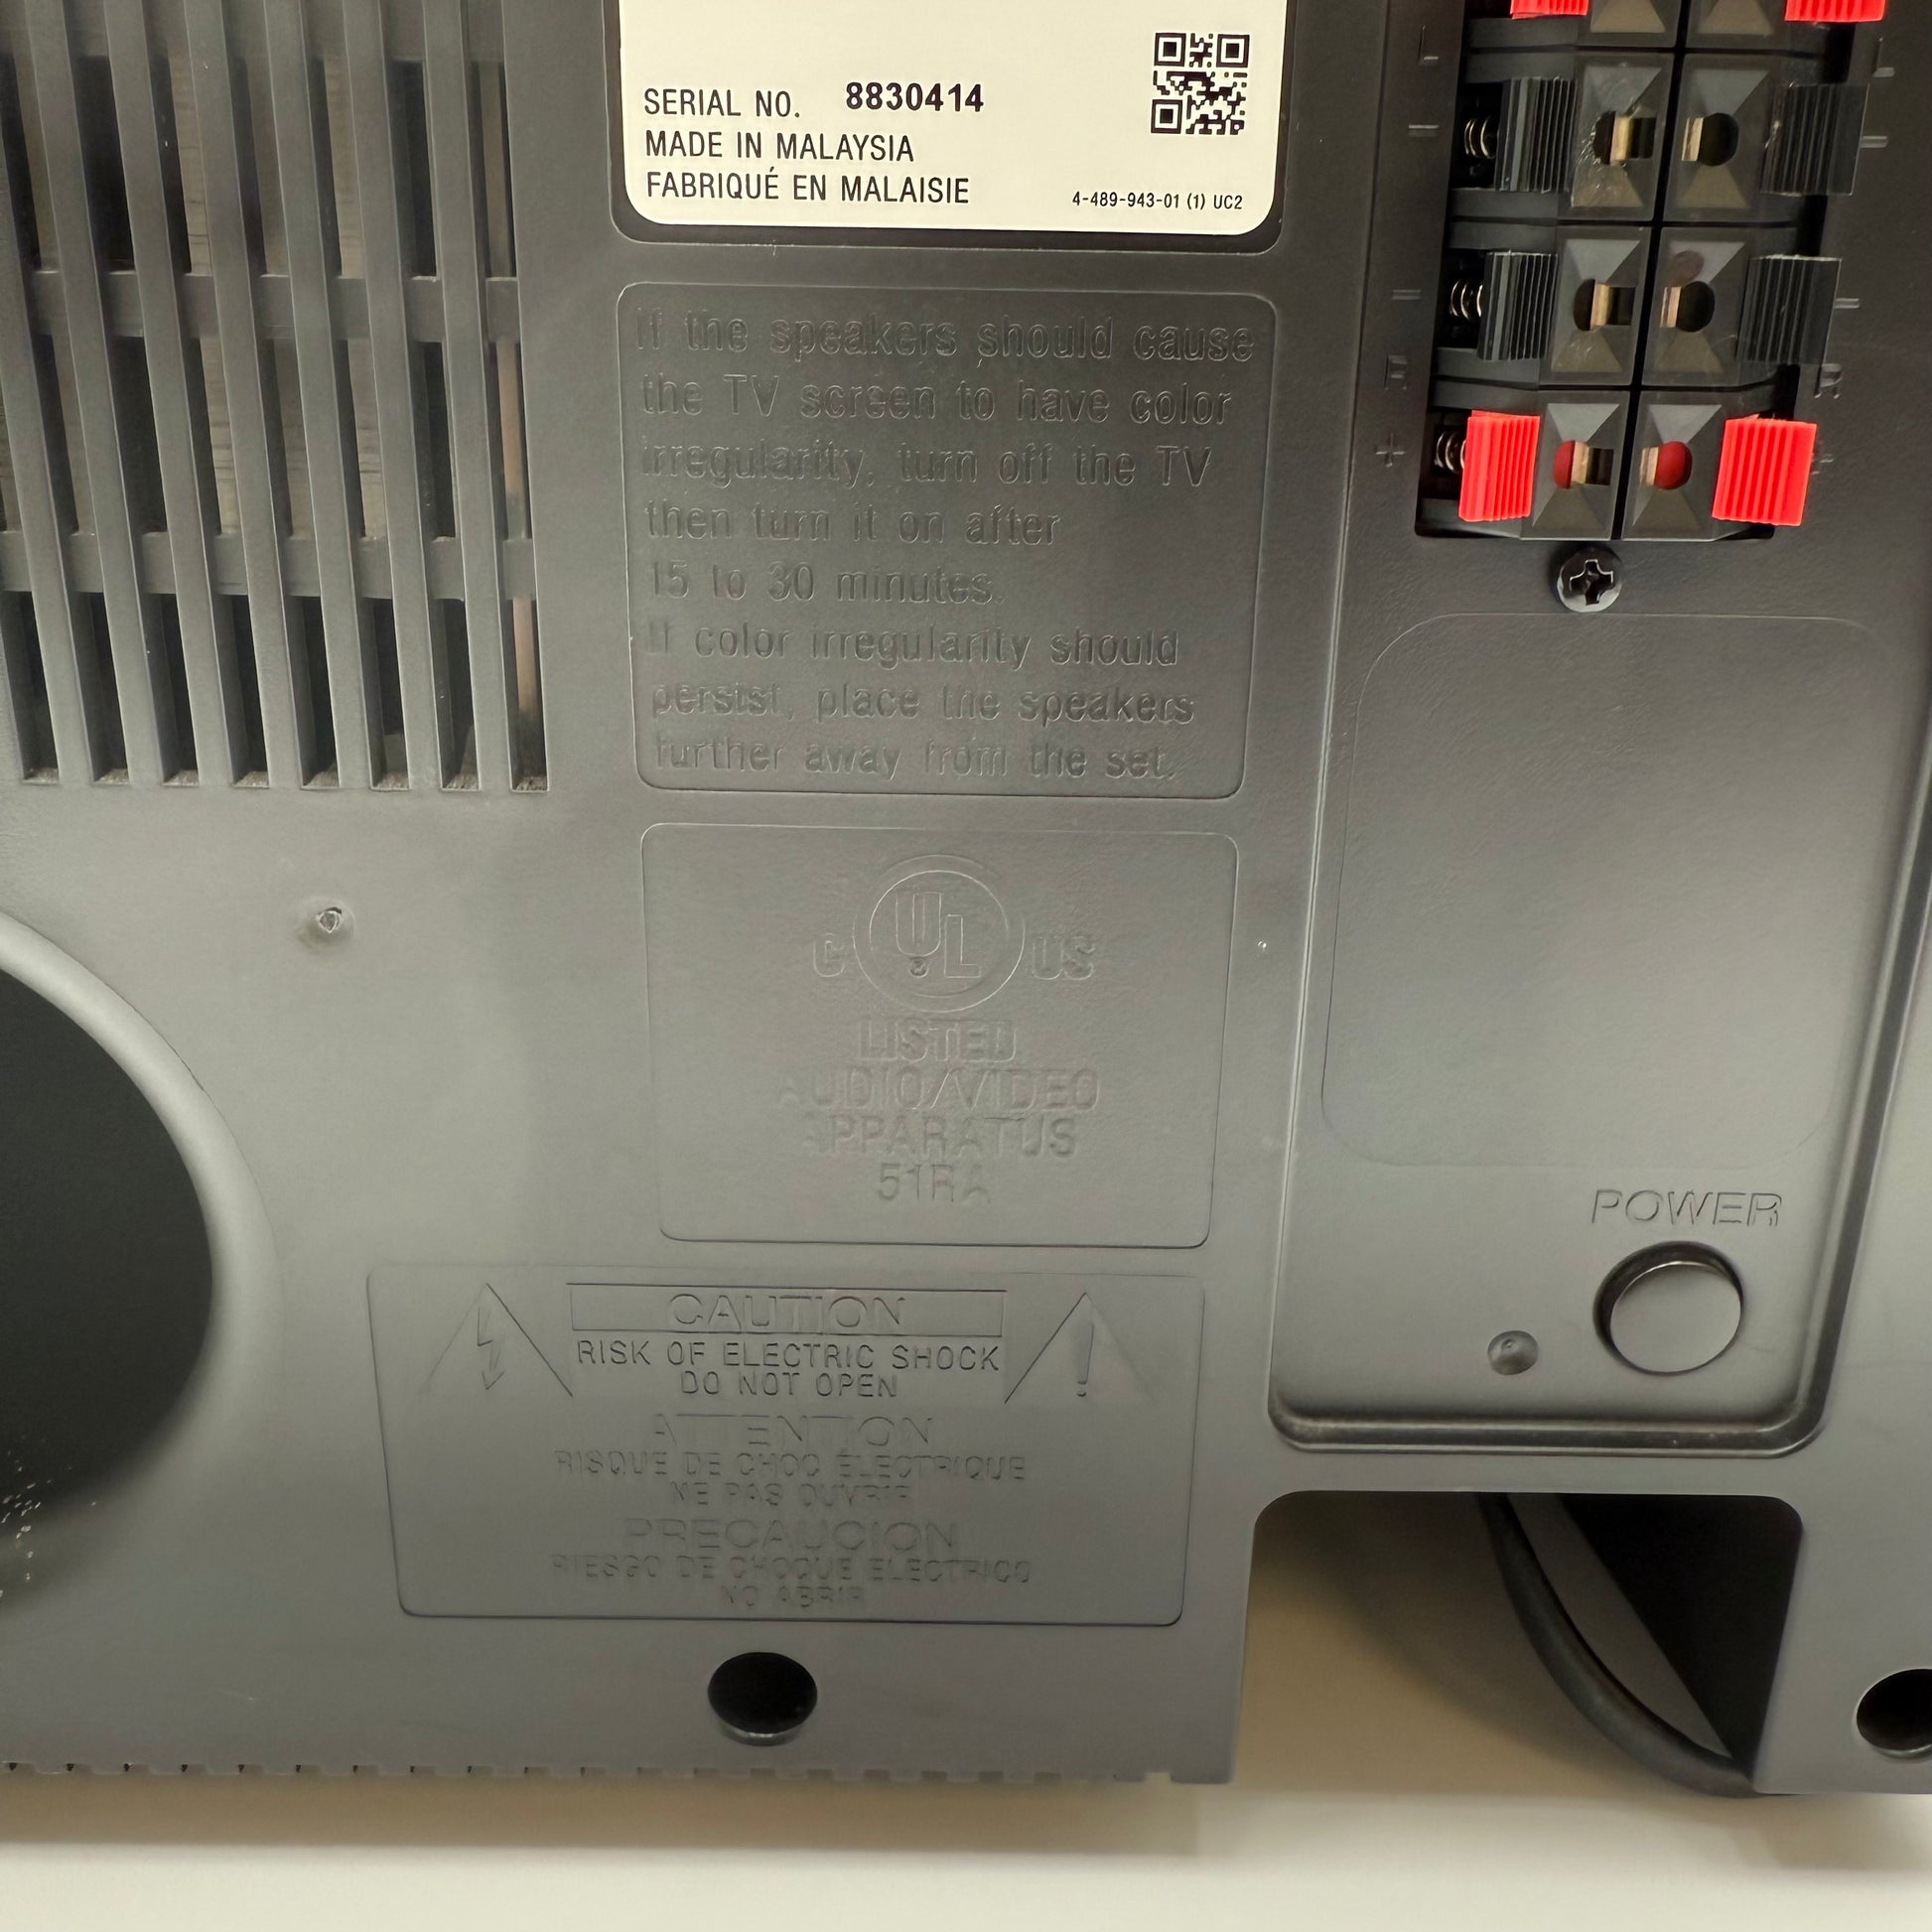 SERIAL NO. 8830414
MADE IN MALAYSIA
FABRIQUÉ EN MALAISIE
4-489-943-01 (1) UC2
L L
– –
– –
R R
+ +
If the speakers should cause
the TV screen to have color
irregularity, turn off the TV
then turn it on after
15 to 30 minutes.
If color irregularity should
persist, place the speakers
further away from the set.
C UL US
LISTED
AUDIO/VIDEO
APPARATUS
51RA
POWER
CAUTION
RISK OF ELECTRIC SHOCK
DO NOT OPEN
ATTENTION
RISQUE DE CHOC ÉLECTRIQUE
NE PAS OUVRIR
PRECAUCION
RIESGO DE CHOQUE ELECTRICO
NO ABRIR